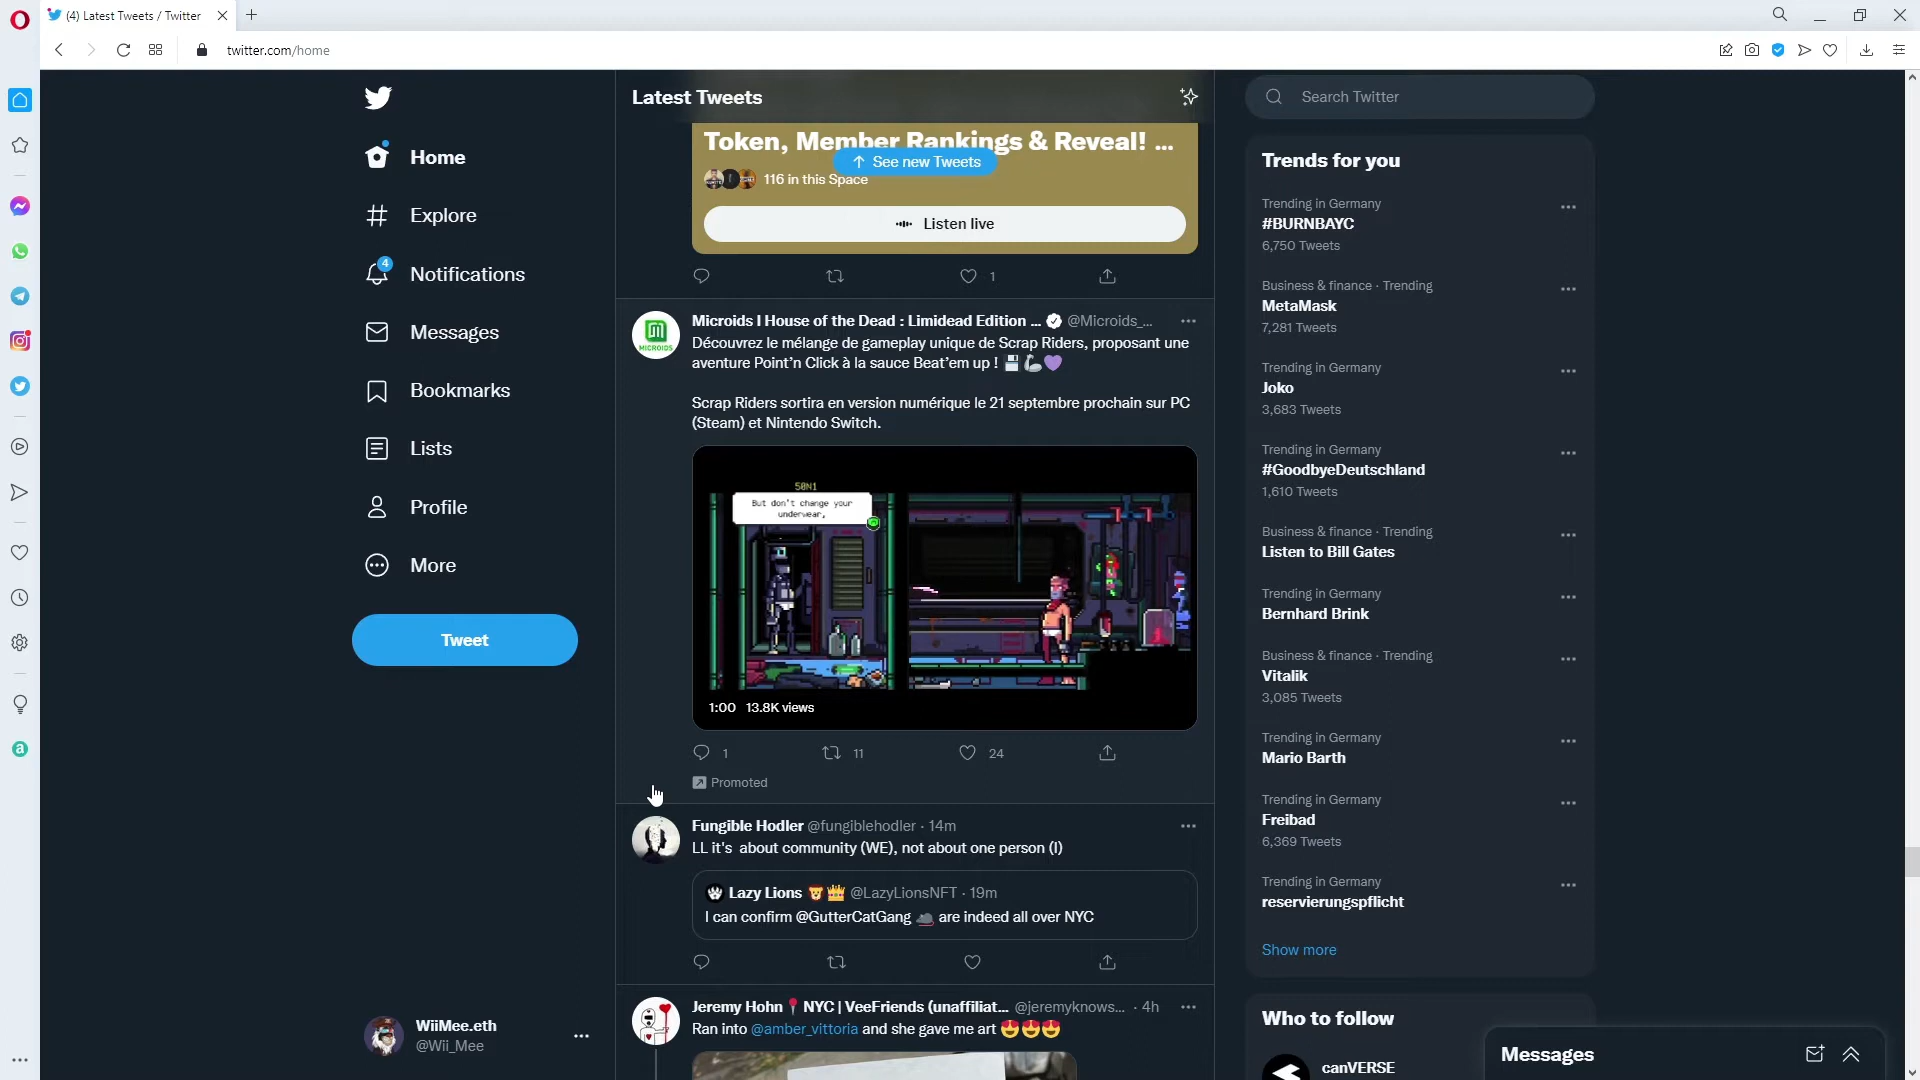 (4) Latest Tweets / Twitter
twitter.com/home
Home
Explore
4
Notifications
Messages
Bookmarks
Lists
Profile
More
Tweet
WiiMee.eth
@Wii_Mee
Latest Tweets
Token, Member Rankings & Reveal! ...
See new Tweets
116 in this Space
Listen live
1
MICROIDS
Microids I House of the Dead : Limidead Edition ... @Microids_...
Découvrez le mélange de gameplay unique de Scrap Riders, proposant une
aventure Point'n Click à la sauce Beat'em up ! 💾🦾💜
Scrap Riders sortira en version numérique le 21 septembre prochain sur PC
(Steam) et Nintendo Switch.
50N1
But don't change your
underwear,
1:00 13.8K views
1 11 24
Promoted
Fungible Hodler @fungiblehodler · 14m
LL it's about community (WE), not about one person (I)
Lazy Lions 🦁👑 @LazyLionsNFT · 19m
I can confirm @GutterCatGang 🐀 are indeed all over NYC
Jeremy Hohn📍NYC | VeeFriends (unaffiliat... @jeremyknows... · 4h
Ran into @amber_vittoria and she gave me art 😍😍😍
Search Twitter
Trends for you
Trending in Germany
#BURNBAYC
6,750 Tweets
Business & finance · Trending
MetaMask
7,281 Tweets
Trending in Germany
Joko
3,683 Tweets
Trending in Germany
#GoodbyeDeutschland
1,610 Tweets
Business & finance · Trending
Listen to Bill Gates
Trending in Germany
Bernhard Brink
Business & finance · Trending
Vitalik
3,085 Tweets
Trending in Germany
Mario Barth
Trending in Germany
Freibad
6,369 Tweets
Trending in Germany
reservierungspflicht
Show more
Who to follow
canVERSE
Messages